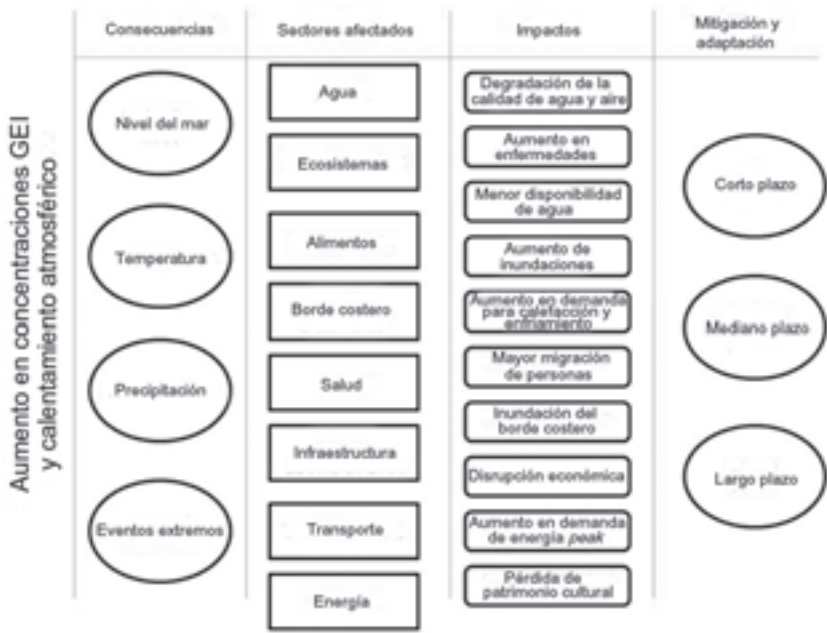 Aumento en concentraciones GEI
y calentamiento atmosférico
Consecuencias
Nivel del mar
Temperatura
Precipitación
Eventos extremos
Sectores afectados
Agua
Ecosistemas
Alimentos
Borde costero
Salud
Infraestructura
Transporte
Energía
Impactos
Degradación de la
calidad de agua y aire
Aumento en
enfermedades
Menor disponibilidad
de agua
Aumento de
inundaciones
Aumento en demanda
para calefacción y
enfriamiento
Mayor migración
de personas
Inundación del
borde costero
Disrupción económica
Aumento en demanda
de energía peak
Pérdida de
patrimonio cultural
Mitigación y
adaptación
Corto plazo
Mediano plazo
Largo plazo